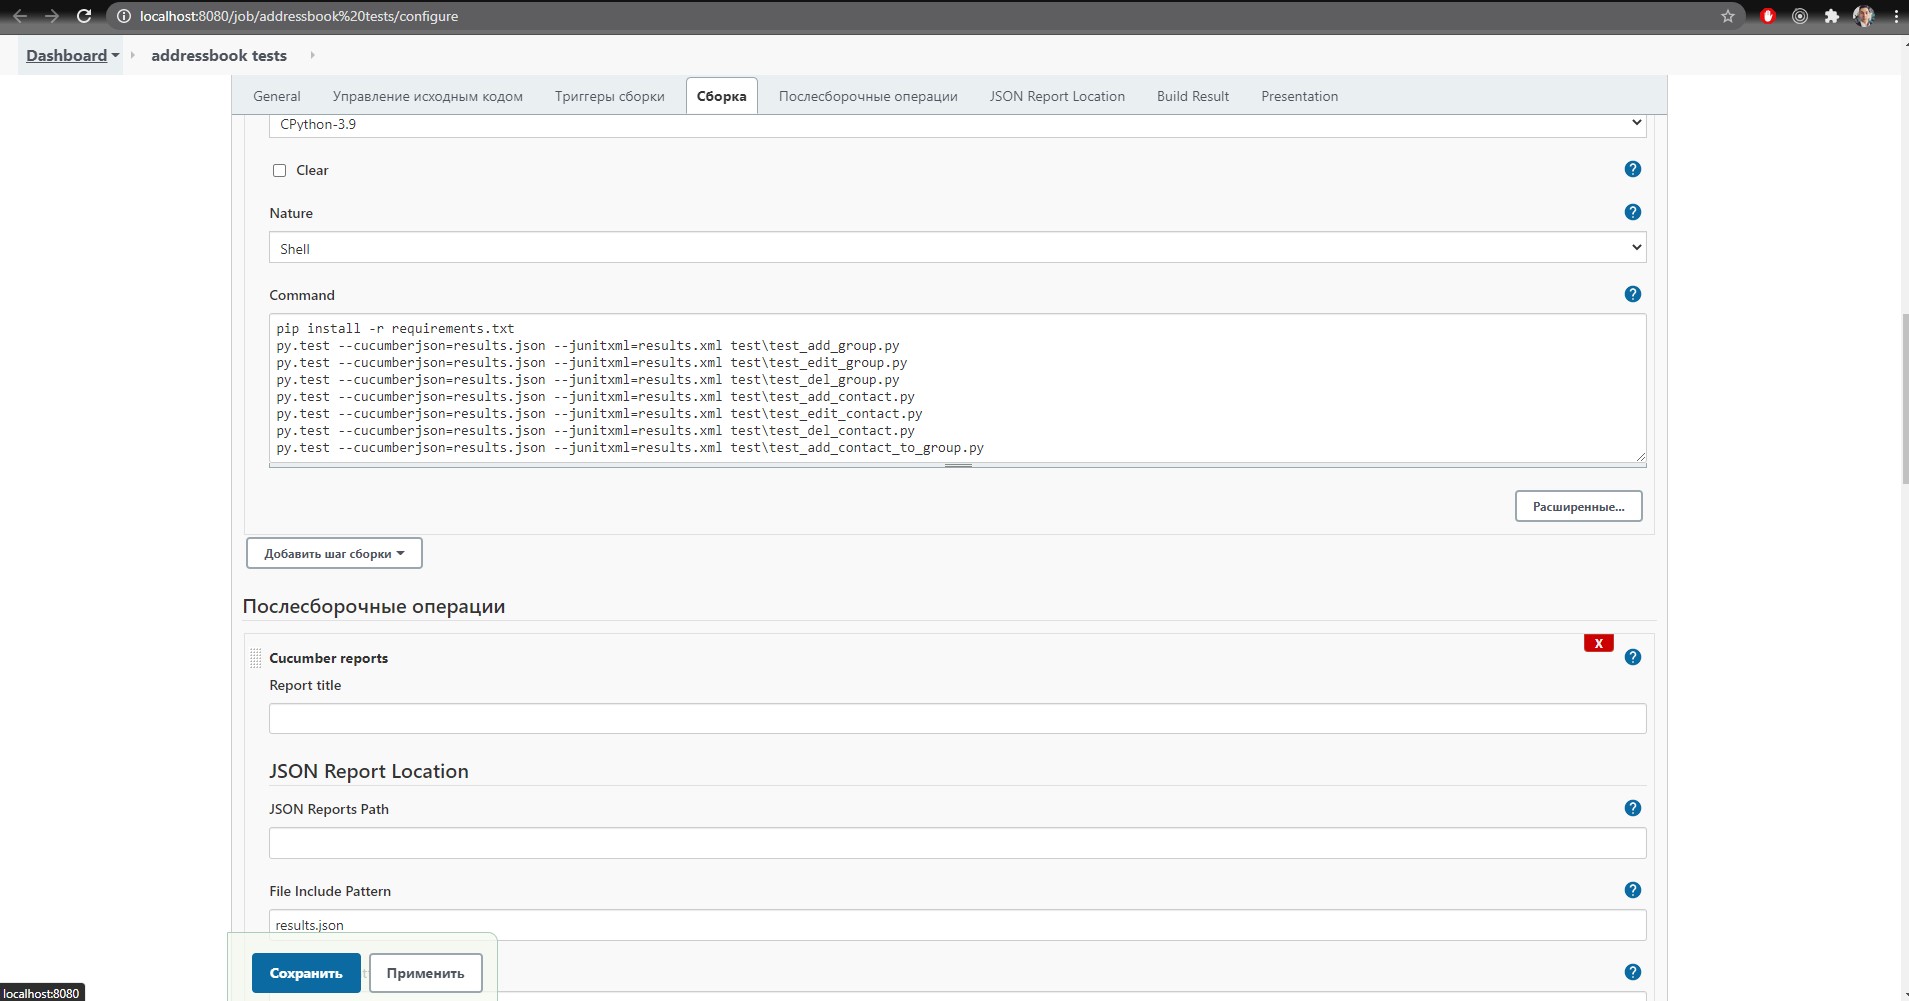 localhost:8080/job/addressbook%20tests/configure
Dashboard addressbook tests
General Управление исходным кодом Триггеры сборки Сборка Послесборочные операции JSON Report Location Build Result Presentation
CPython-3.9
Clear
Nature
Shell
Command
pip install -r requirements.txt
py.test --cucumberjson=results.json --junitxml=results.xml test\test_add_group.py
py.test --cucumberjson=results.json --junitxml=results.xml test\test_edit_group.py
py.test --cucumberjson=results.json --junitxml=results.xml test\test_del_group.py
py.test --cucumberjson=results.json --junitxml=results.xml test\test_add_contact.py
py.test --cucumberjson=results.json --junitxml=results.xml test\test_edit_contact.py
py.test --cucumberjson=results.json --junitxml=results.xml test\test_del_contact.py
py.test --cucumberjson=results.json --junitxml=results.xml test\test_add_contact_to_group.py
Расширенные...
Добавить шаг сборки
Послесборочные операции
X
Cucumber reports
Report title
JSON Report Location
JSON Reports Path
File Include Pattern
results.json
Сохранить Применить
localhost:8080